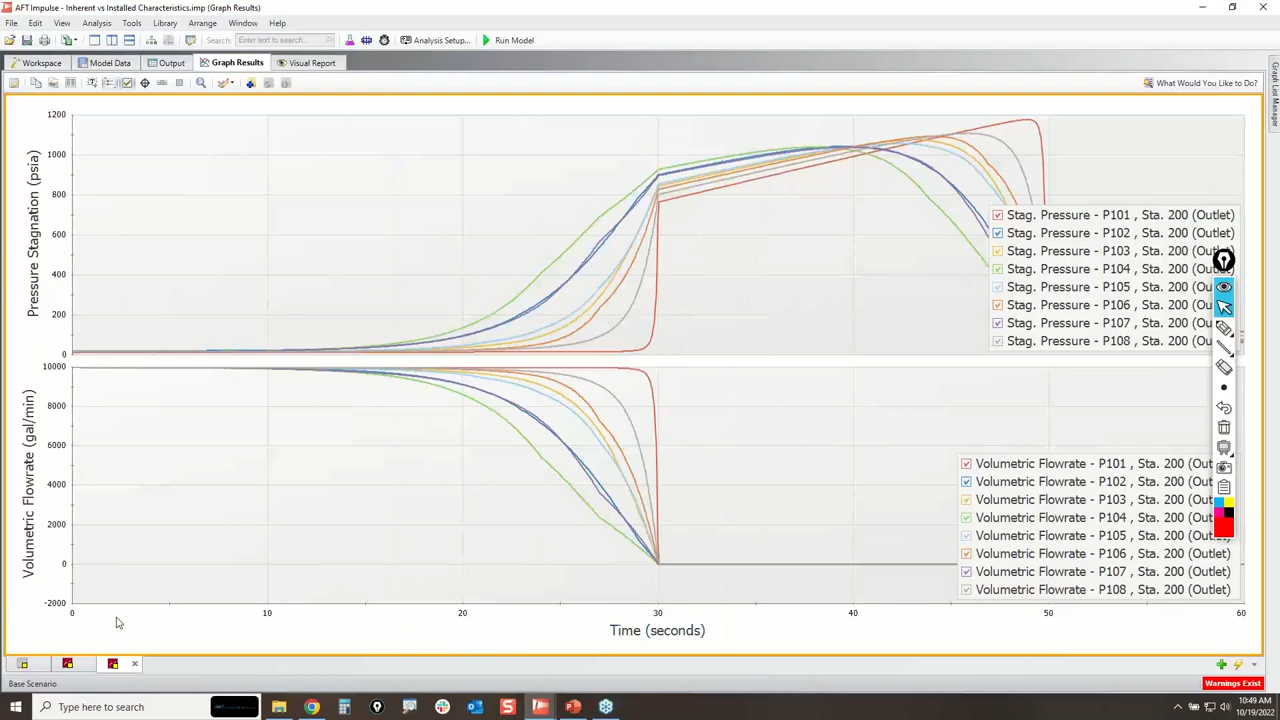 AFT Impulse - Inherent vs Installed Characteristics.imp (Graph Results)
File Edit View Analysis Tools Library Arrange Window Help
Search: Enter text to search... Analysis Setup... Run Model
Workspace Model Data Output Graph Results Visual Report
What Would You Like to Do?
Graph List Manager
Pressure Stagnation (psia)
1200
1000
800
600
400
200
0
Stag. Pressure - P101 , Sta. 200 (Outlet)
Stag. Pressure - P102 , Sta. 200 (Outlet)
Stag. Pressure - P103 , Sta. 200 (Out
Stag. Pressure - P104 , Sta. 200 (Outlet)
Stag. Pressure - P105 , Sta. 200 (Out
Stag. Pressure - P106 , Sta. 200 (Outlet)
Stag. Pressure - P107 , Sta. 200 (Outlet)
Stag. Pressure - P108 , Sta. 200 (Outlet)
Volumetric Flowrate (gal/min)
10000
8000
6000
4000
2000
0
-2000
Volumetric Flowrate - P101 , Sta. 200 (Out
Volumetric Flowrate - P102 , Sta. 200 (Out
Volumetric Flowrate - P103 , Sta. 200 (Out
Volumetric Flowrate - P104 , Sta. 200 (Out
Volumetric Flowrate - P105 , Sta. 200 (Out
Volumetric Flowrate - P106 , Sta. 200 (Outlet)
Volumetric Flowrate - P107 , Sta. 200 (Outlet)
Volumetric Flowrate - P108 , Sta. 200 (Outlet)
0 10 20 30 40 50 60
Time (seconds)
Base Scenario
Warnings Exist
Type here to search
10:49 AM
10/19/2022